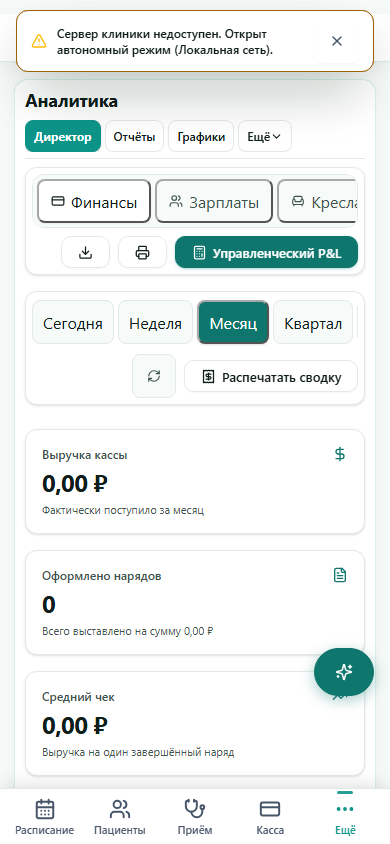 Сервер клиники недоступен. Открыт
автономный режим (Локальная сеть).
Аналитика
Директор
Отчёты
Графики
Ещё
Финансы
Зарплаты
Кресла
Управленческий P&L
Сегодня
Неделя
Месяц
Квартал
Распечатать сводку
Выручка кассы
0,00 ₽
Фактически поступило за месяц
Оформлено нарядов
0
Всего выставлено на сумму 0,00 ₽
Средний чек
0,00 ₽
Выручка на один завершённый наряд
Расписание
Пациенты
Приём
Касса
Ещё